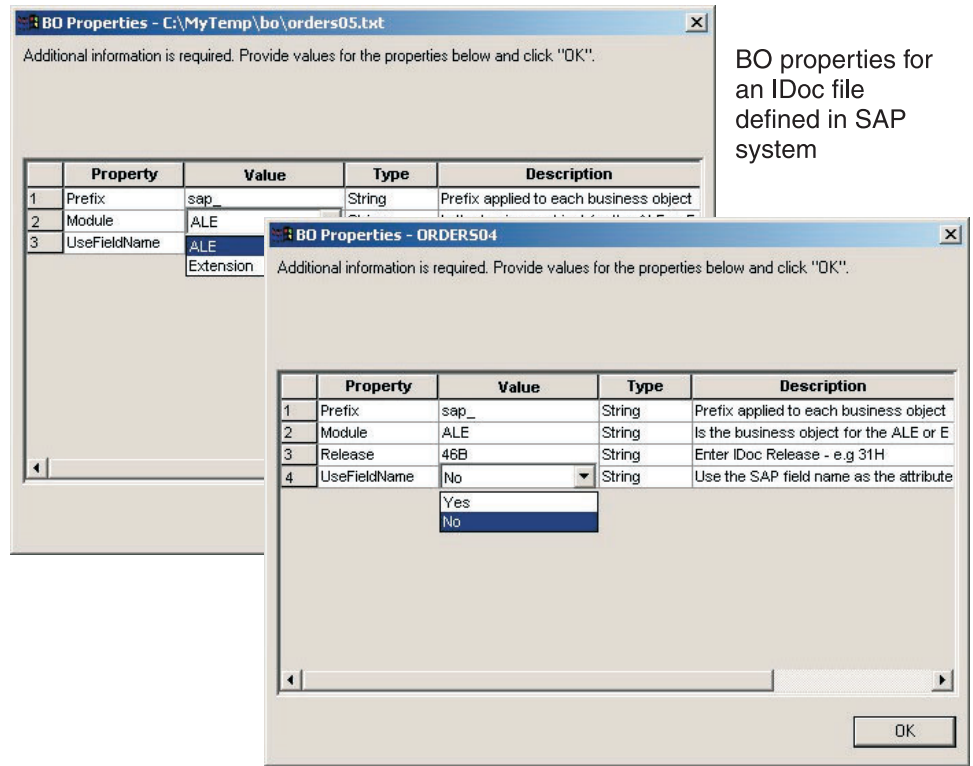 BO Properties - C:\MyTemp\bo\orders05.txt
Additional information is required. Provide values for the properties below and click "OK".
BO properties for
an IDoc file
defined in SAP
system
Property Value Type Description
1 Prefix sap_ String Prefix applied to each business object
2 Module ALE
3 UseFieldName
ALE
Extension
BO Properties - ORDERS04
Additional information is required. Provide values for the properties below and click "OK".
Property Value Type Description
1 Prefix sap_ String Prefix applied to each business object
2 Module ALE String Is the business object for the ALE or E
3 Release 46B String Enter IDoc Release - e.g 31H
4 UseFieldName No String Use the SAP field name as the attribute
Yes
No
OK